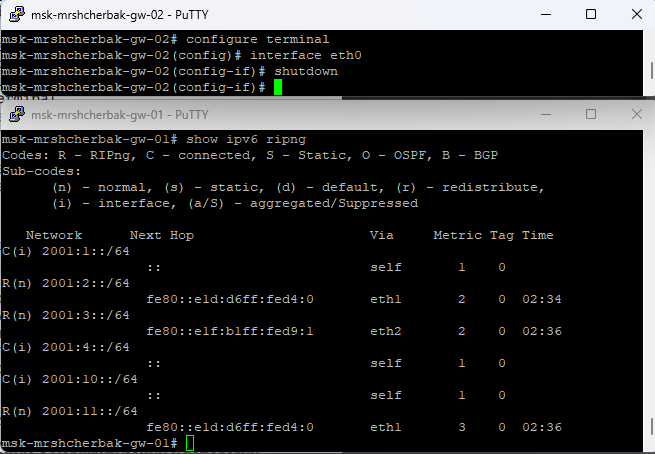 msk-mrshcherbak-gw-02 - PuTTY
msk-mrshcherbak-gw-02# configure terminal
msk-mrshcherbak-gw-02(config)# interface eth0
msk-mrshcherbak-gw-02(config-if)# shutdown
msk-mrshcherbak-gw-02(config-if)#
msk-mrshcherbak-gw-01 - PuTTY
msk-mrshcherbak-gw-01# show ipv6 ripng
Codes: R - RIPng, C - connected, S - Static, O - OSPF, B - BGP
Sub-codes:
(n) - normal, (s) - static, (d) - default, (r) - redistribute,
(i) - interface, (a/S) - aggregated/Suppressed
Network Next Hop Via Metric Tag Time
C(i) 2001:1::/64
:: self 1 0
R(n) 2001:2::/64
fe80::e1d:d6ff:fed4:0 eth1 2 0 02:34
R(n) 2001:3::/64
fe80::e1f:b1ff:fed9:1 eth2 2 0 02:36
C(i) 2001:4::/64
:: self 1 0
C(i) 2001:10::/64
:: self 1 0
R(n) 2001:11::/64
fe80::e1d:d6ff:fed4:0 eth1 3 0 02:36
msk-mrshcherbak-gw-01#